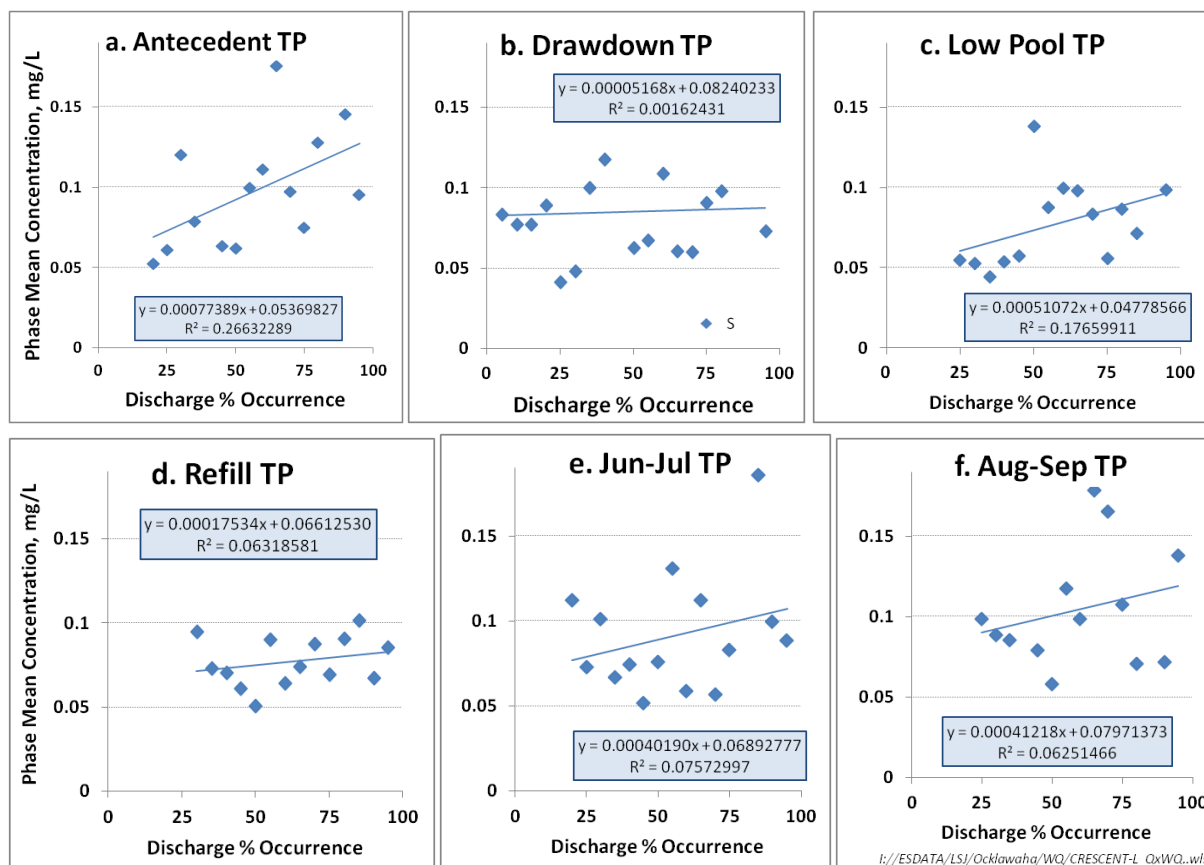 a. Antecedent TP
Phase Mean Concentration, mg/L
0.15
0.1
0.05
0
y = 0.00077389x + 0.05369827
R² = 0.26632289
0 25 50 75 100
Discharge % Occurrence
b. Drawdown TP
y = 0.00005168x + 0.08240233
R² = 0.00162431
0.15
0.1
0.05
0
S
0 25 50 75 100
Discharge % Occurrence
c. Low Pool TP
0.15
0.1
0.05
0
y = 0.00051072x + 0.04778566
R² = 0.17659911
0 25 50 75 100
Discharge % Occurrence
d. Refill TP
Phase Mean Concentration, mg/L
y = 0.00017534x + 0.06612530
R² = 0.06318581
0.15
0.1
0.05
0
0 25 50 75 100
Discharge % Occurrence
e. Jun-Jul TP
0.15
0.1
0.05
0
y = 0.00040190x + 0.06892777
R² = 0.07572997
0 25 50 75 100
Discharge % Occurrence
f. Aug-Sep TP
0.15
0.1
0.05
0
y = 0.00041218x + 0.07971373
R² = 0.06251466
0 25 50 75 100
Discharge % Occurrence